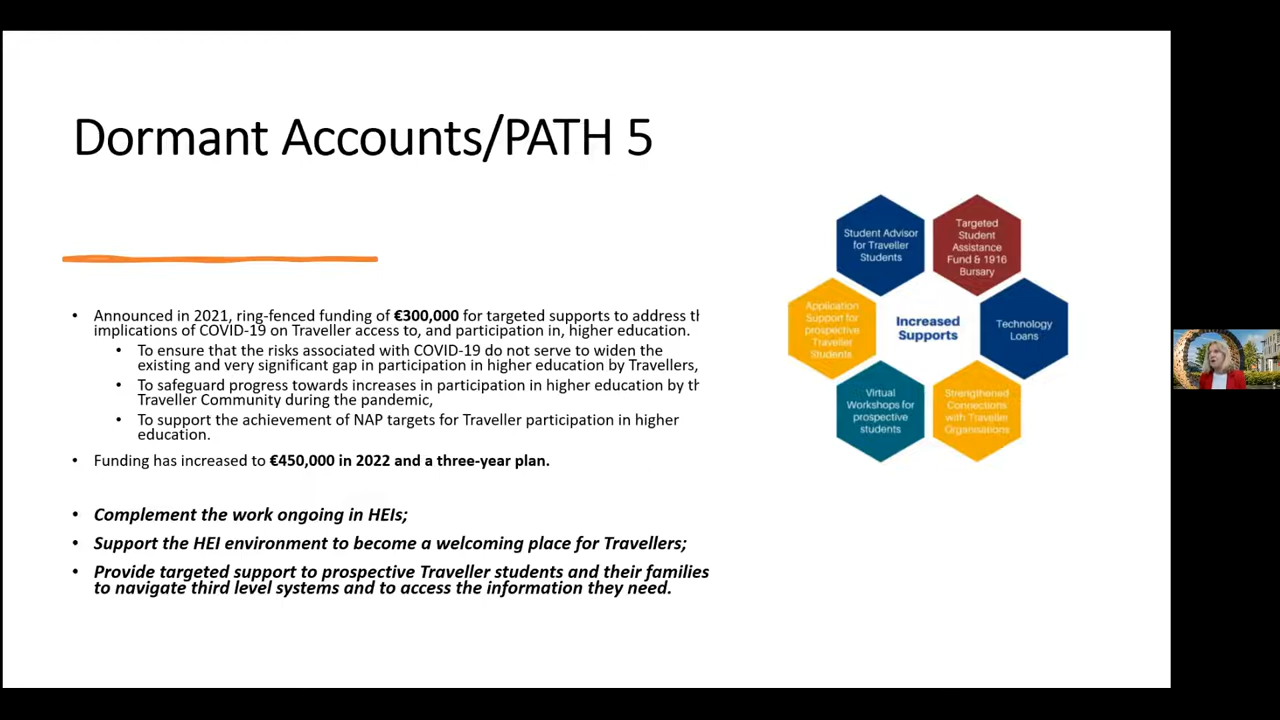 Dormant Accounts/PATH 5
• Announced in 2021, ring-fenced funding of €300,000 for targeted supports to address th
implications of COVID-19 on Traveller access to, and participation in, higher education.
• To ensure that the risks associated with COVID-19 do not serve to widen the
existing and very significant gap in participation in higher education by Travellers,
• To safeguard progress towards increases in participation in higher education by th
Traveller Community during the pandemic,
• To support the achievement of NAP targets for Traveller participation in higher
education.
• Funding has increased to €450,000 in 2022 and a three-year plan.
• Complement the work ongoing in HEIs;
• Support the HEI environment to become a welcoming place for Travellers;
• Provide targeted support to prospective Traveller students and their families
to navigate third level systems and to access the information they need.
Student Advisor
for Traveller
Students
Targeted
Student
Assistance
Fund & 1916
Bursary
Application
Support for
prospective
Traveller
Students
Increased
Supports
Technology
Loans
Virtual
Workshops for
prospective
students
Strengthened
Connections
with Traveller
Organisations